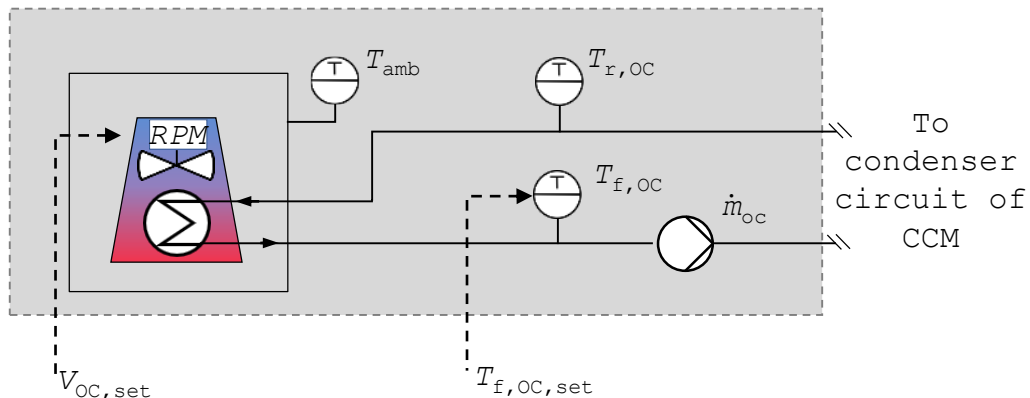 T
T_amb
T
T_r,OC
RPM
To
condenser
circuit of
CCM
T
T_f,OC
ṁ_oc
V_OC,set
T_f,OC,set